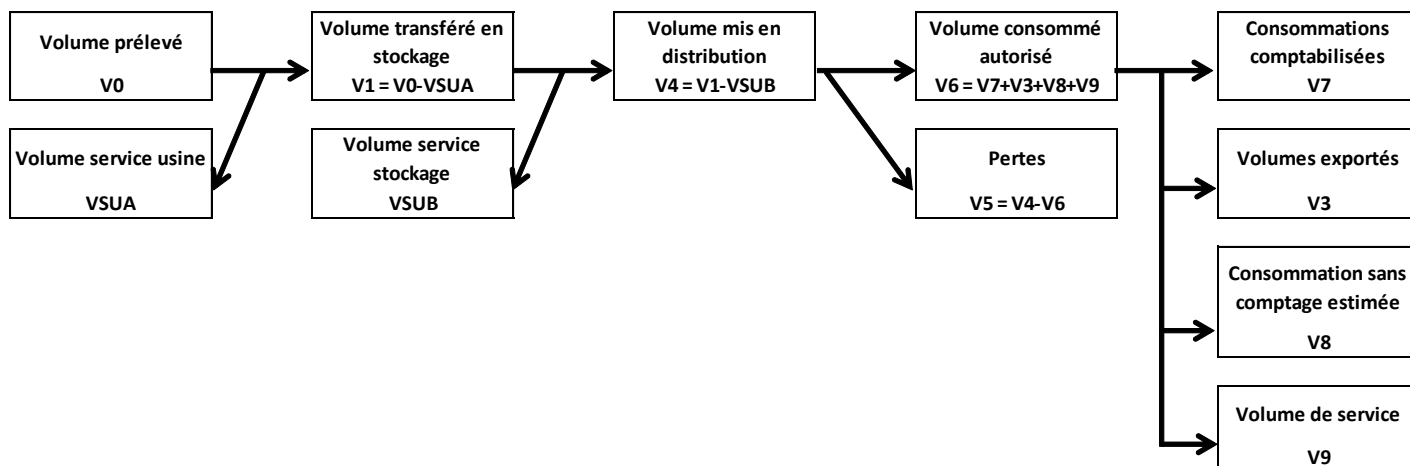 Volume prélevé
V0
Volume service usine
VSUA
Volume transféré en
stockage
V1 = V0-VSUA
Volume service
stockage
VSUB
Volume mis en
distribution
V4 = V1-VSUB
Volume consommé
autorisé
V6 = V7+V3+V8+V9
Pertes
V5 = V4-V6
Consommations
comptabilisées
V7
Volumes exportés
V3
Consommation sans
comptage estimée
V8
Volume de service
V9